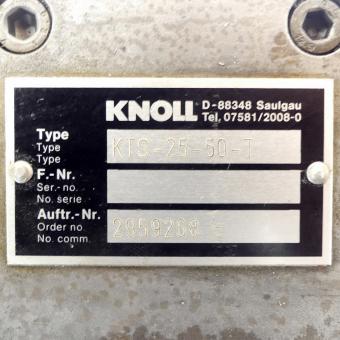 KNOLL D-88348 Saulgau
Tel. 07581/2008-0
Type KTS-25-50-T
Type
Type
F.-Nr.
Ser.-no.
No. serie
Auftr.-Nr.
Order no
No. comm.